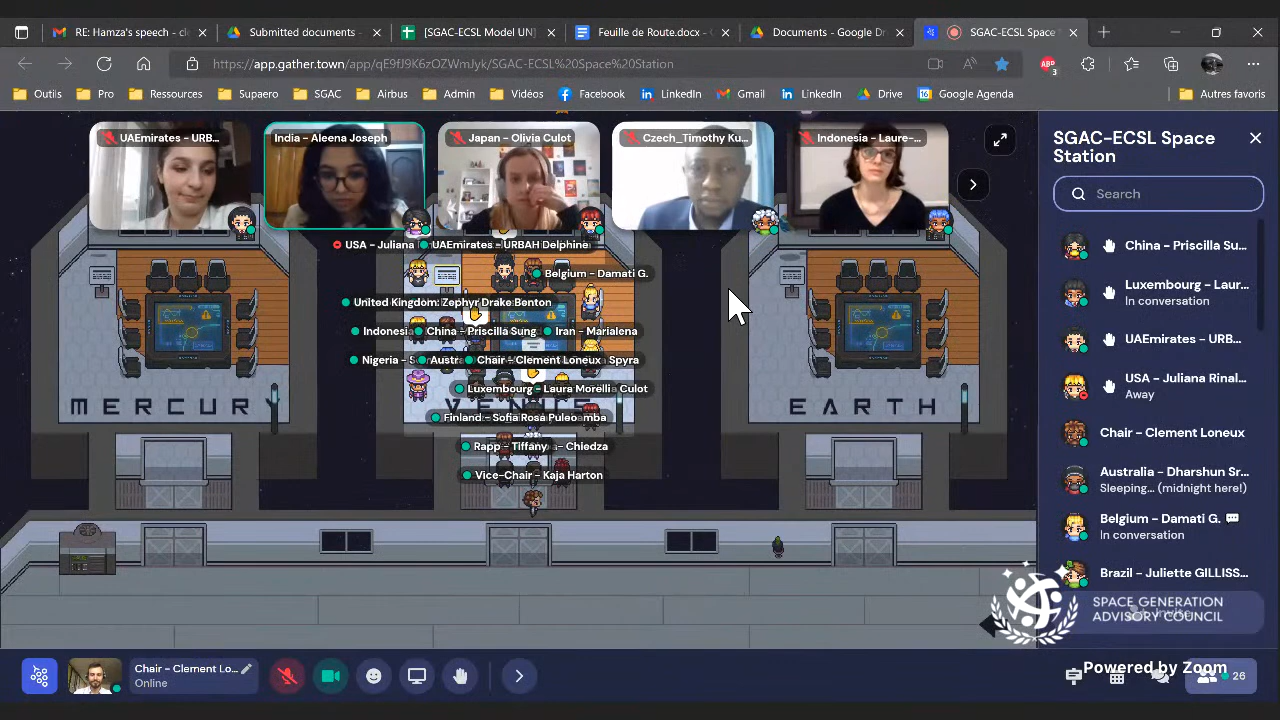 RE: Hamza's speech - cl
Submitted documents -
[SGAC-ECSL Model UN]
Feuille de Route.docx -
Documents - Google Dr
SGAC-ECSL Space
https://app.gather.town/app/qE9fJ9K6zOZWmJyk/SGAC-ECSL%20Space%20Station
ABP
3
Outils
Pro
Ressources
Supaero
SGAC
Airbus
Admin
Vidéos
Facebook
LinkedIn
Gmail
LinkedIn
Drive
16
Google Agenda
Autres favoris
UAEmirates – URB...
India – Aleena Joseph
Japan – Olivia Culot
Czech_Timothy Ku...
Indonesia – Laure-...
USA – Juliana
UAEmirates – URBAH Delphine
Belgium – Damati G.
United Kingdom: Zephyr Drake Benton
Indones
China – Priscilla Sung
Iran – Marialena
Nigeria – S
Austr
Chair – Clement Loneux
Spyra
Luxembourg – Laura Morelli
Culot
Finland – Sofia Rosa Puleo
mba
Rapp – Tiffany
– Chiedza
Vice-Chair – Kaja Harton
MERCURY
VENUS
EARTH
SGAC-ECSL Space
Station
Search
China – Priscilla Su...
Luxembourg – Laur...
In conversation
UAEmirates – URB...
USA – Juliana Rinal...
Away
Chair – Clement Loneux
Australia – Dharshun Sr...
Sleeping... (midnight here!)
Belgium – Damati G.
In conversation
Brazil – Juliette GILLISS...
SPACE GENERATION
ADVISORY COUNCIL
Chair – Clement Lo...
Online
Powered by Zoom
26